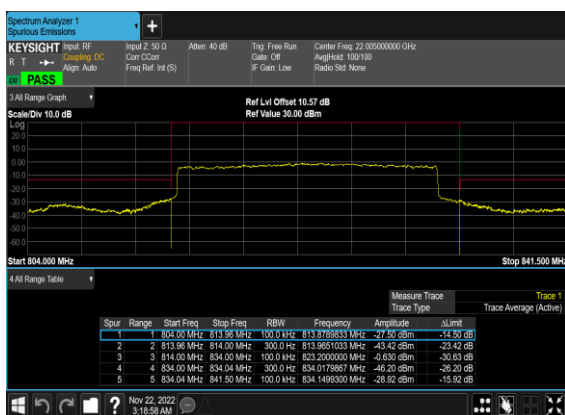 Spectrum Analyzer 1
Spurious Emissions
+
KEYSIGHT Input: RF Input Z: 50 Ω Atten: 40 dB Trig: Free Run Center Freq: 22.005000000 GHz
R T Coupling: DC Corr CCorr Gate: Off Avg|Hold: 100/100
Align: Auto Freq Ref: Int (S) IF Gain: Low Radio Std: None
PASS
3 All Range Graph
Ref Lvl Offset 10.57 dB
Scale/Div 10.0 dB Ref Value 30.00 dBm
Log
20.0
10.0
0.00
-10.0
-20.0
-30.0
-40.0
-50.0
-60.0
Start 804.000 MHz Stop 841.500 MHz
4 All Range Table
Measure Trace Trace 1
Trace Type Trace Average (Active)
Spur Range Start Freq Stop Freq RBW Frequency Amplitude ΔLimit
1 1 804.00 MHz 813.96 MHz 100.0 kHz 813.8789833 MHz -27.50 dBm -14.50 dB
2 2 813.96 MHz 814.00 MHz 300.0 Hz 813.9651033 MHz -43.42 dBm -23.42 dB
3 3 814.00 MHz 834.00 MHz 100.0 kHz 823.2000000 MHz -0.630 dBm -30.63 dB
4 4 834.00 MHz 834.04 MHz 300.0 Hz 834.0179867 MHz -46.20 dBm -26.20 dB
5 5 834.04 MHz 841.50 MHz 100.0 kHz 834.1499300 MHz -28.92 dBm -15.92 dB
? Nov 22, 2022
3:18:58 AM